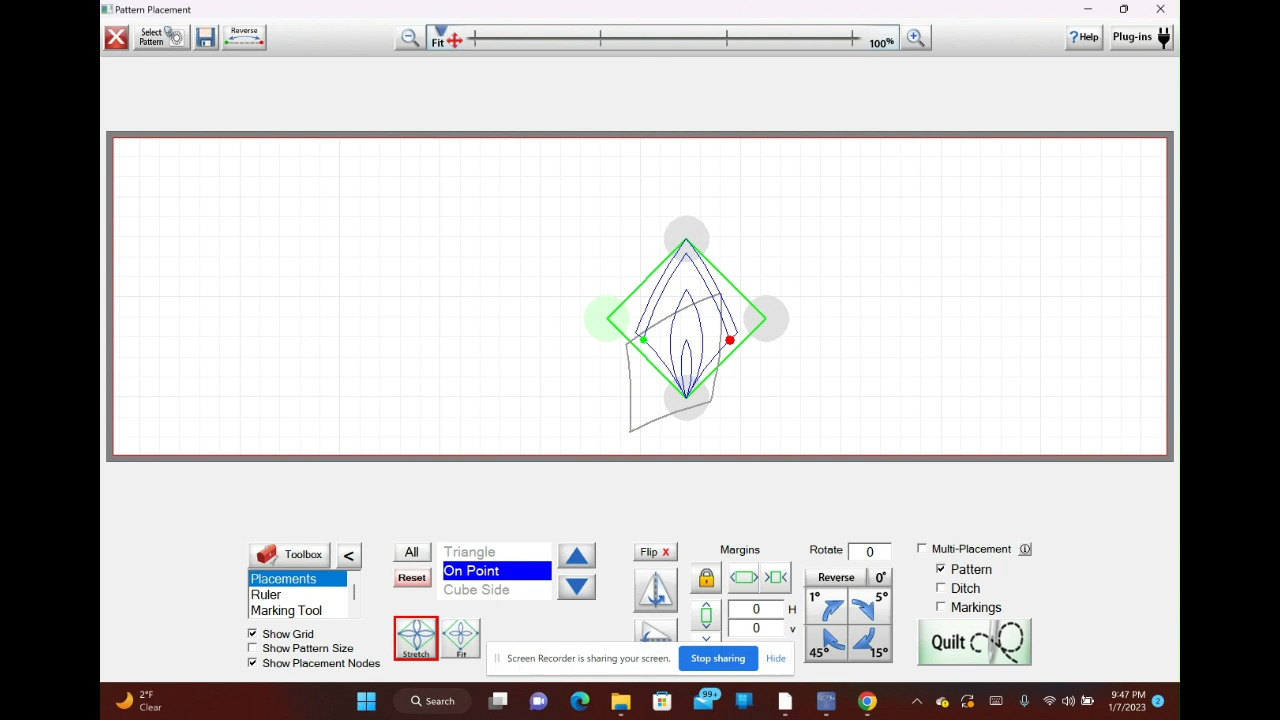 Pattern Placement
Select
Pattern
Reverse
Fit
100%
?Help
Plug-ins
Toolbox
<
Placements
Ruler
Marking Tool
Show Grid
Show Pattern Size
Show Placement Nodes
All
Reset
Triangle
On Point
Cube Side
Stretch
Fit
Flip X
Margins
0 H
0 v
Rotate 0
Reverse 0°
1° 5°
45° 15°
Multi-Placement
Pattern
Ditch
Markings
Quilt
Screen Recorder is sharing your screen. Stop sharing Hide
2°F
Clear
Search
99+
9:47 PM
1/7/2023 2